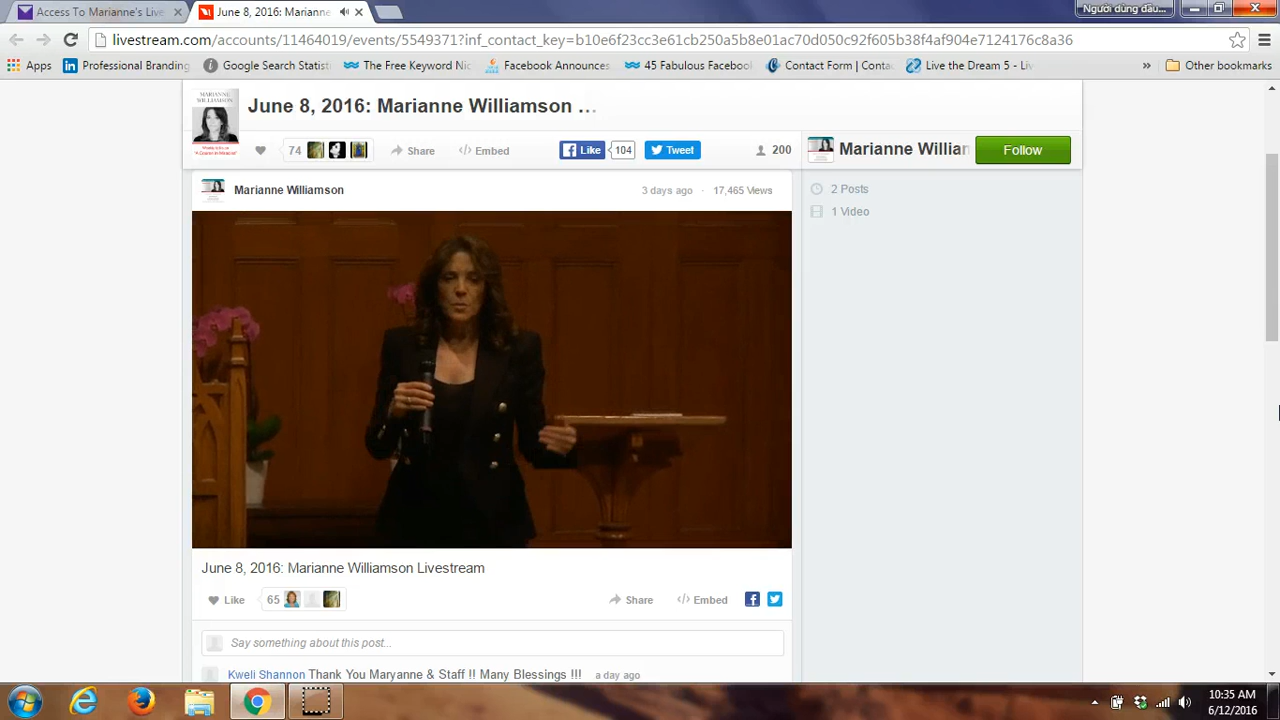 Access To Marianne's Live
June 8, 2016: Marianne
Người dùng đầu...
livestream.com/accounts/11464019/events/5549371?inf_contact_key=b10e6f23cc3e61cb250a5b8e01ac70d050c92f605b38f4af904e7124176c8a36
Apps
Professional Branding
Google Search Statisti
The Free Keyword Nic
Facebook Announces
45 Fabulous Facebook
Contact Form | Conta
Live the Dream 5 - Liv
»
Other bookmarks
MARIANNE
WILLIAMSON
June 8, 2016: Marianne Williamson ...
74
Share
Embed
Like
104
Tweet
200
Marianne Willian
Follow
Marianne Williamson
3 days ago · 17,465 Views
2 Posts
1 Video
June 8, 2016: Marianne Williamson Livestream
Like
65
Share
Embed
Say something about this post...
Kweli Shannon Thank You Maryanne & Staff !! Many Blessings !!! a day ago
10:35 AM
6/12/2016